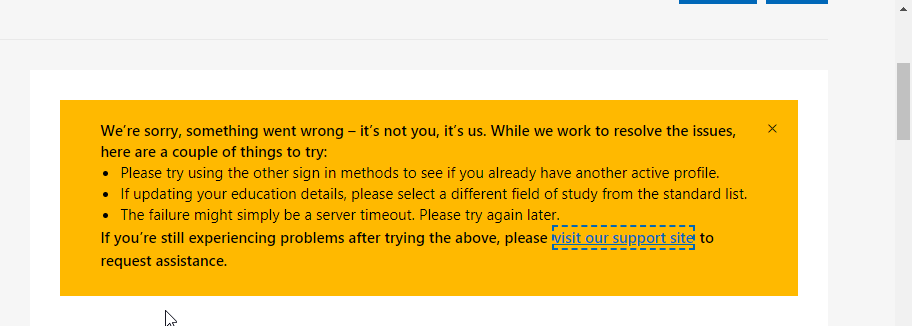 We're sorry, something went wrong – it's not you, it's us. While we work to resolve the issues,
here are a couple of things to try:
• Please try using the other sign in methods to see if you already have another active profile.
• If updating your education details, please select a different field of study from the standard list.
• The failure might simply be a server timeout. Please try again later.
If you're still experiencing problems after trying the above, please visit our support site to
request assistance.